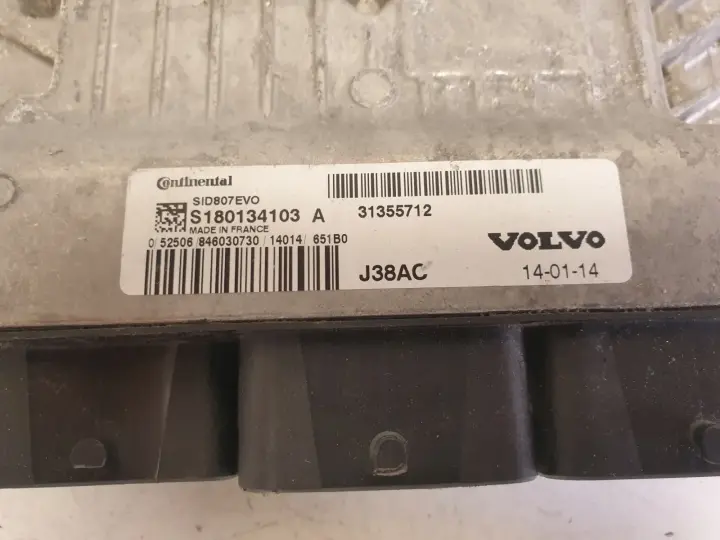 Continental
SID807EVO
S180134103 A
MADE IN FRANCE
0/52506/846030730/14014/651B0
31355712
VOLVO
J38AC
14-01-14